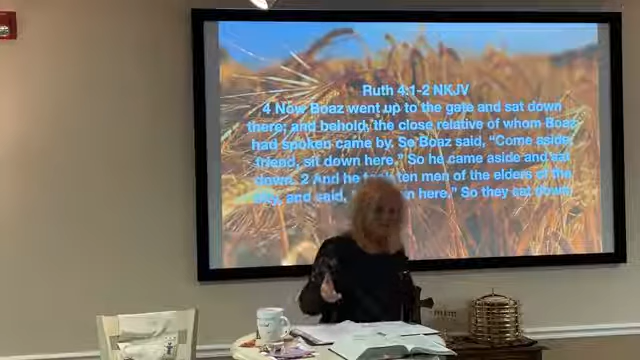 Ruth 4:1-2 NKJV
4 Now Boaz went up to the gate and sat down
there; and behold, the close relative of whom Boaz
had spoken came by. So Boaz said, "Come aside,
friend, sit down here." So he came aside and sat
down. 2 And he took ten men of the elders of the
city, and said, down here." So they sat down.